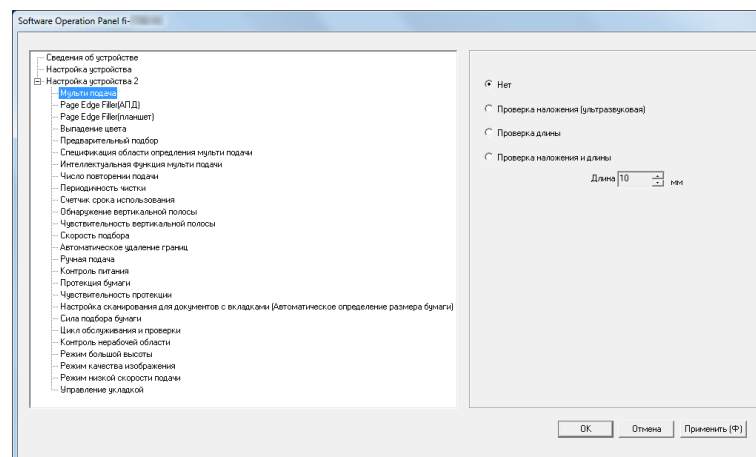 Software Operation Panel fi-
Сведения об устройстве
Настройка устройства
Настройка устройства 2
Мульти подача
Page Edge Filler(АПД)
Page Edge Filler(планшет)
Выпадение цвета
Предварительный подбор
Спецификация области опредления мульти подачи
Интеллектуальная функция мульти подачи
Число повторении подачи
Периодичность чистки
Счетчик срока использования
Обнаружение вертикальной полосы
Чувствительность вертикальной полосы
Скорость подбора
Автоматическое удаление границ
Ручная подача
Контроль питания
Протекция бумаги
Чувствительность протекции
Настройка сканирования для документов с вкладками (Автоматическое определение размера бумаги)
Сила подбора бумаги
Цикл обслуживания и проверки
Контроль нерабочей области
Режим большой высоты
Режим качества изображения
Режим низкой скорости подачи
Управление укладкой
Нет
Проверка наложения (ультразвуковая)
Проверка длины
Проверка наложения и длины
Длина 10 мм
OK Отмена Применить (Ф)